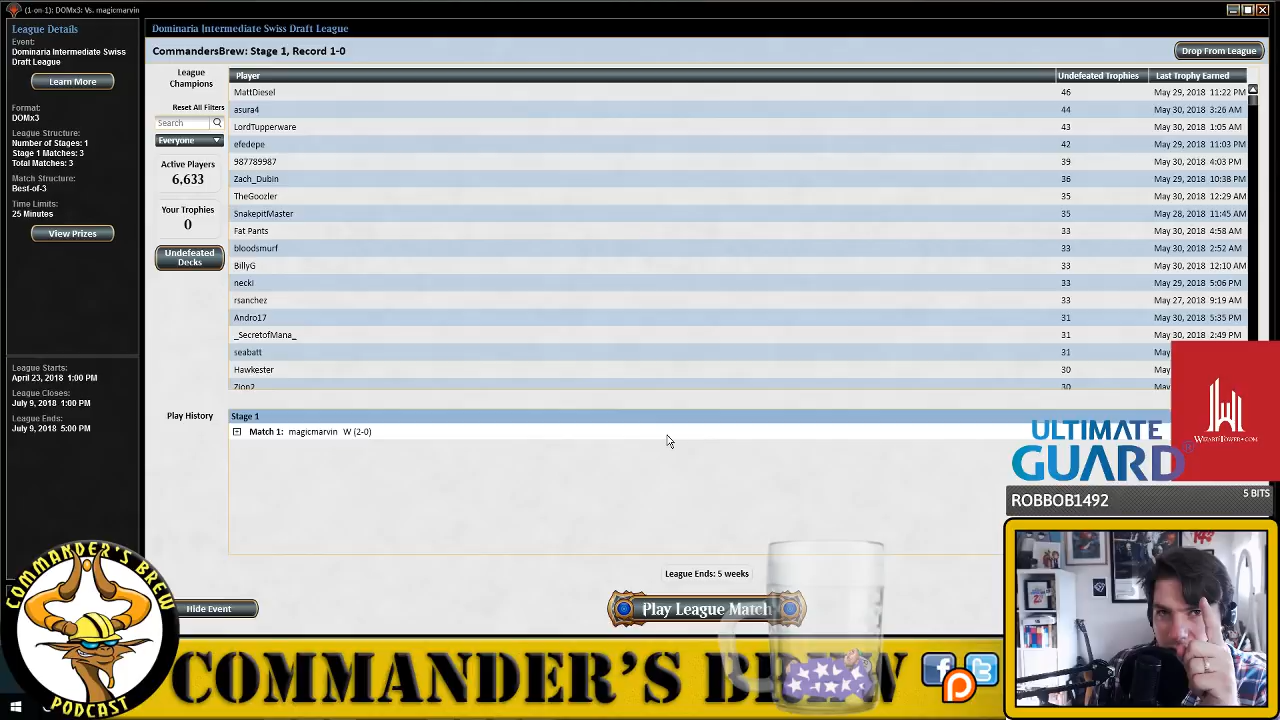 (1-on-1): DOMx3: Vs. magicmarvin
League Details
Event:
Dominaria Intermediate Swiss
Draft League
Learn More
Format:
DOMx3
League Structure:
Number of Stages: 1
Stage 1 Matches: 3
Total Matches: 3
Match Structure:
Best-of-3
Time Limits:
25 Minutes
View Prizes
League Starts:
April 23, 2018 1:00 PM
League Closes:
July 9, 2018 1:00 PM
League Ends:
July 9, 2018 5:00 PM
Dominaria Intermediate Swiss Draft League
CommandersBrew: Stage 1, Record 1-0
Drop From League
League
Champions
Reset All Filters
Search
Everyone
Active Players
6,633
Your Trophies
0
Undefeated
Decks
Player Undefeated Trophies Last Trophy Earned
MattDiesel 46 May 29, 2018 11:22 PM
asura4 44 May 30, 2018 3:26 AM
LordTupperware 43 May 30, 2018 1:05 AM
efedepe 42 May 29, 2018 11:03 PM
987789987 39 May 30, 2018 4:03 PM
Zach_Dubin 36 May 29, 2018 10:38 PM
TheGoozler 35 May 30, 2018 12:29 AM
SnakepitMaster 35 May 28, 2018 11:45 AM
Fat Pants 33 May 30, 2018 4:58 AM
bloodsmurf 33 May 30, 2018 2:52 AM
BillyG 33 May 30, 2018 12:10 AM
necki 33 May 29, 2018 5:06 PM
rsanchez 33 May 27, 2018 9:19 AM
Andro17 31 May 30, 2018 5:35 PM
_SecretofMana_ 31 May 30, 2018 2:49 PM
seabatt 31 May
Hawkester 30 May
Zion2 30 May
Play History
Stage 1
Match 1: magicmarvin W (2-0)
League Ends: 5 weeks
Hide Event
Play League Match
WIZARDTOWER.COM
ULTIMATE
GUARD®
ROBBOB1492 5 BITS
COMMANDER'S BREW
PODCAST
COMMANDER'S BREW